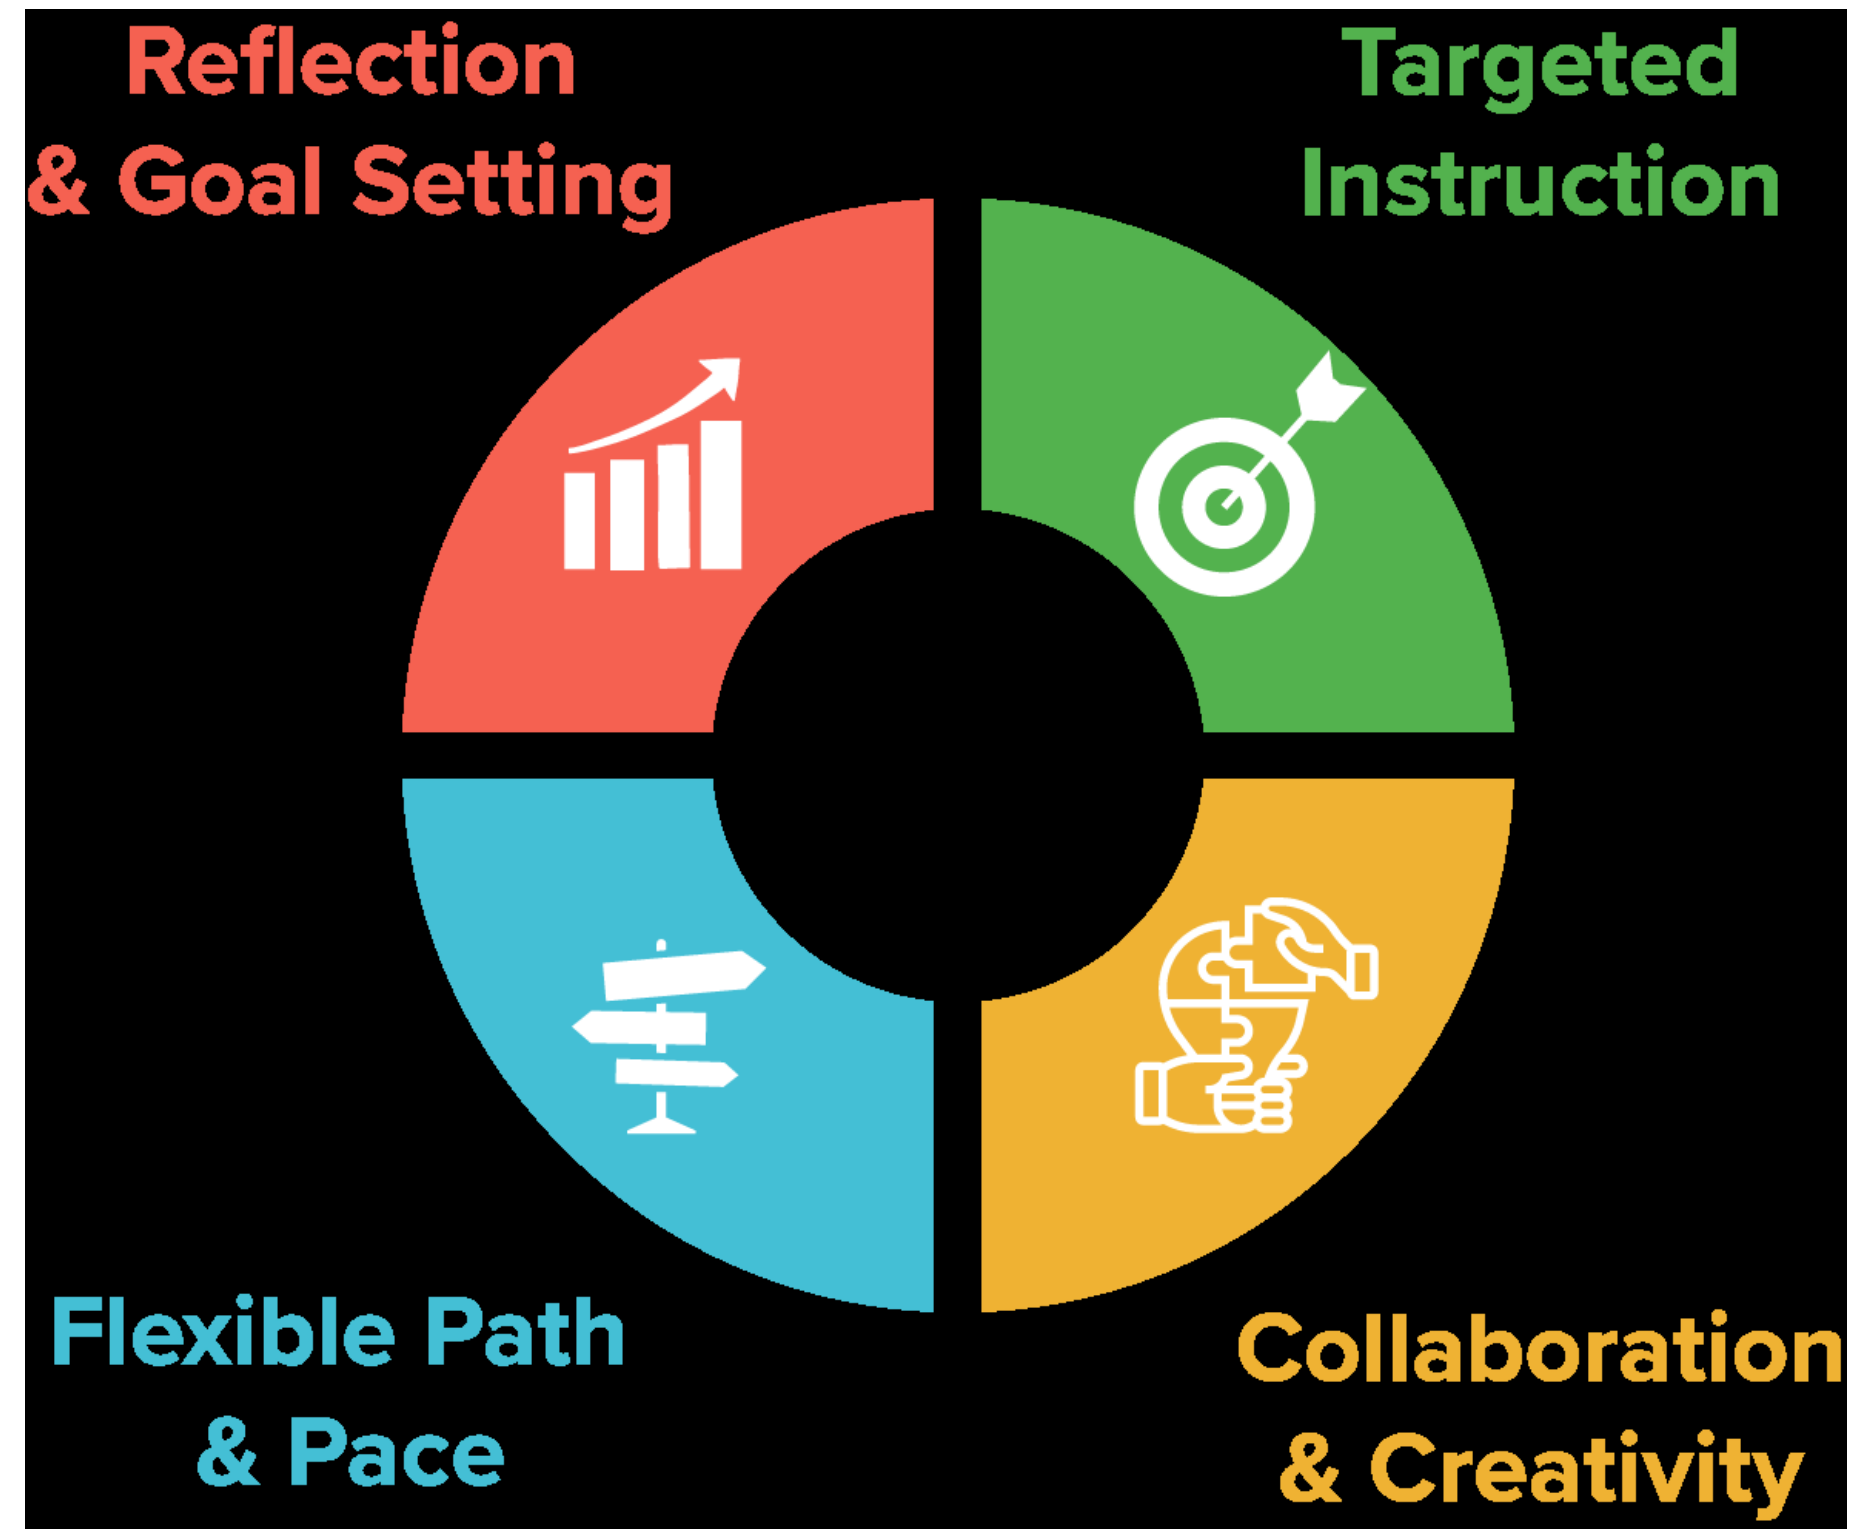 Reflection
& Goal Setting
Targeted
Instruction
Flexible Path
& Pace
Collaboration
& Creativity